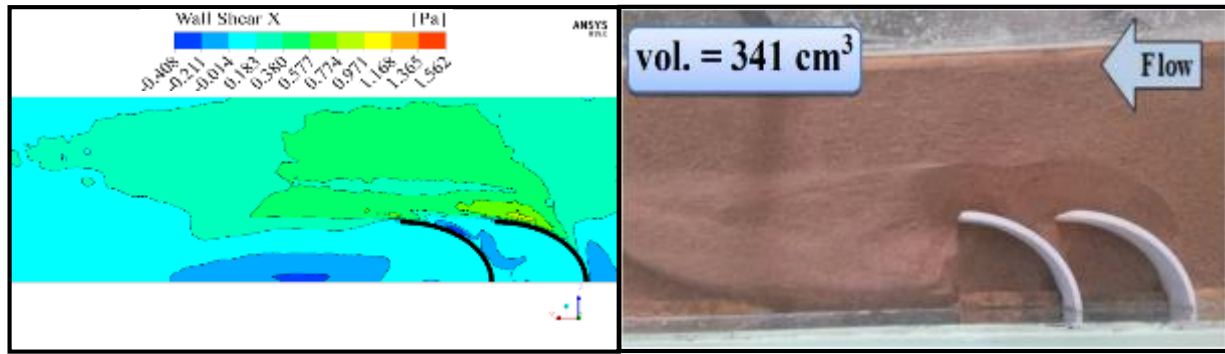 Wall Shear X [Pa]
-0.408
-0.211
-0.014
0.183
0.380
0.577
0.774
0.971
1.168
1.365
1.562
ANSYS
vol. = 341 cm³
Flow